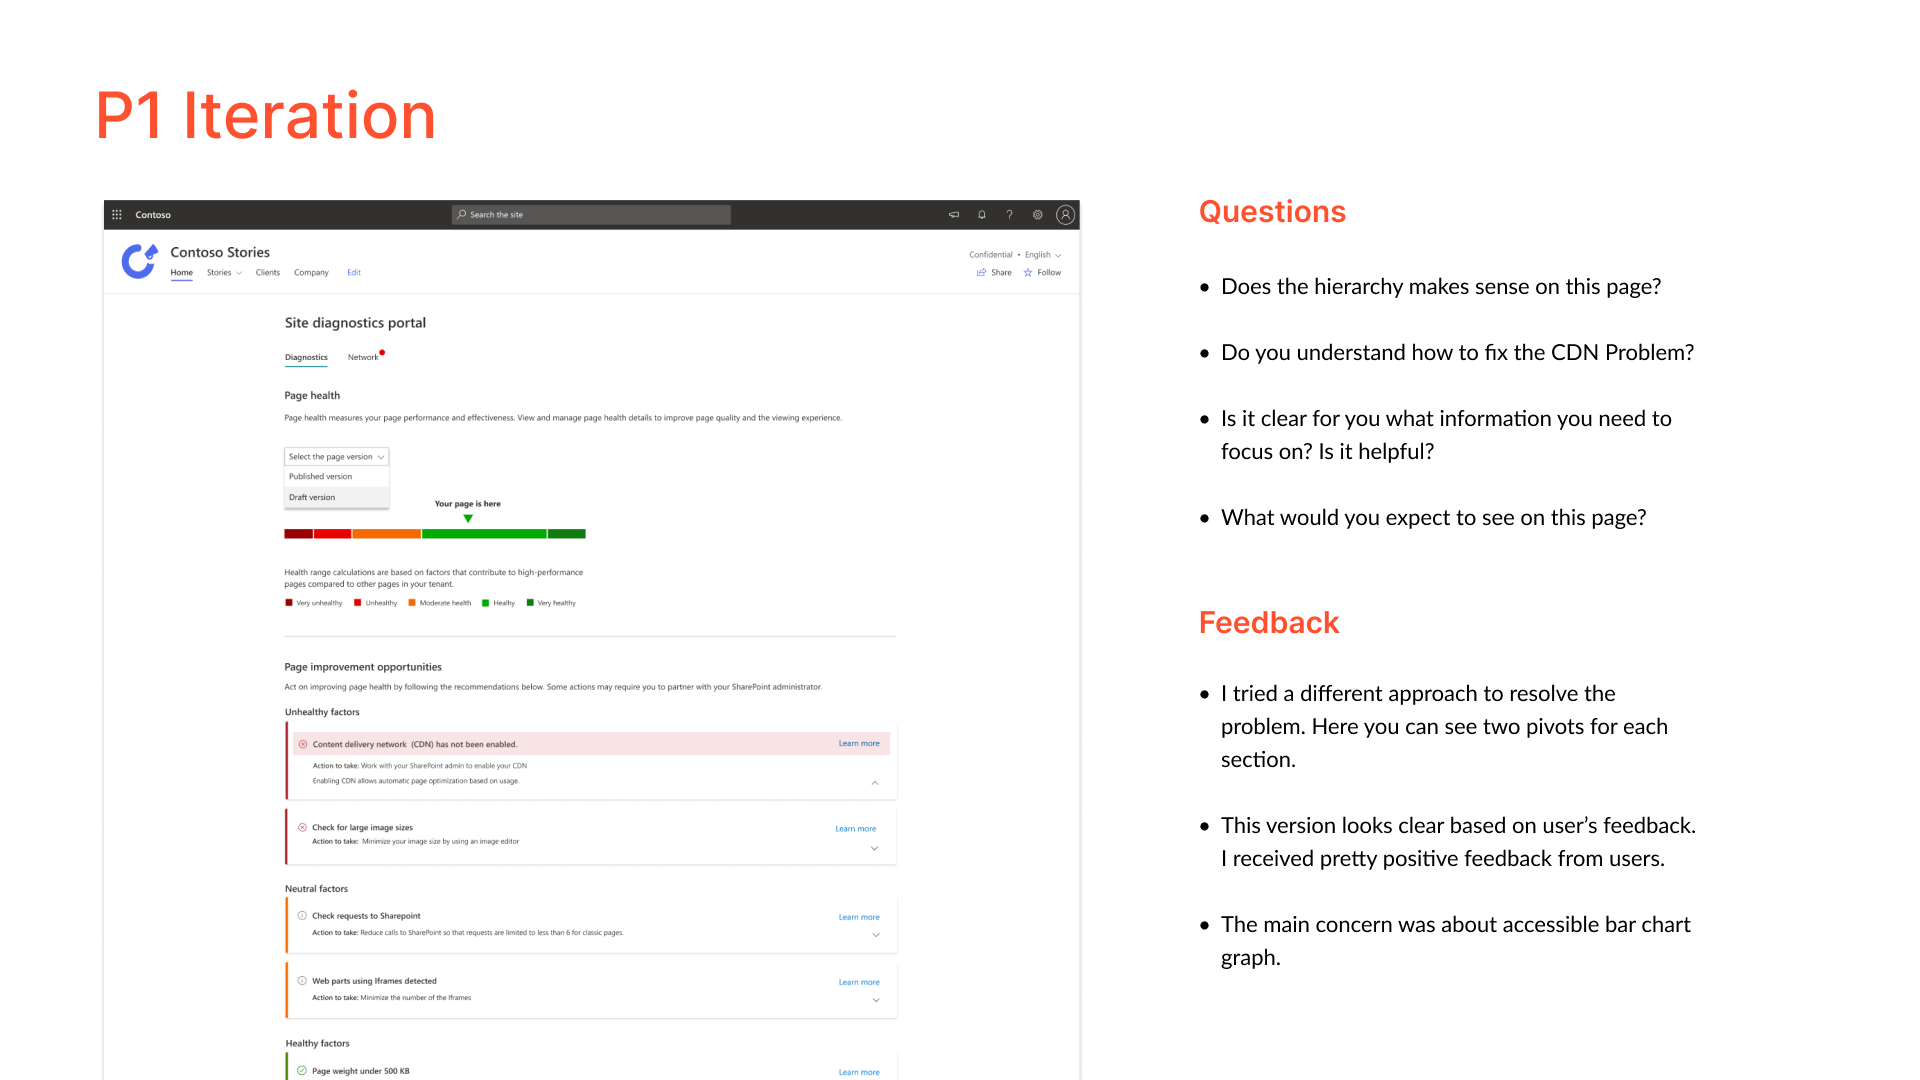 P1 Iteration
Contoso
Search the site
Contoso Stories
Home Stories Clients Company Edit
Confidential • English
Share Follow
Site diagnostics portal
Diagnostics Network
Page health
Page health measures your page performance and effectiveness. View and manage page health details to improve page quality and the viewing experience.
Select the page version
Published version
Draft version
Your page is here
Health range calculations are based on factors that contribute to high-performance
pages compared to other pages in your tenant.
Very unhealthy Unhealthy Moderate health Healhy Very healthy
Page improvement opportunities
Act on improving page health by following the recommendations below. Some actions may require you to partner with your SharePoint administrator.
Unhealthy factors
Content delivery network (CDN) has not been enabled. Learn more
Action to take: Work with your SharePoint admin to enable your CDN
Enabling CDN allows automatic page optimization based on usage.
Check for large image sizes Learn more
Action to take: Minimize your image size by using an image editor
Neutral factors
Check requests to Sharepoint Learn more
Action to take: Reduce calls to SharePoint so that requests are limited to less than 6 for classic pages.
Web parts using Iframes detected Learn more
Action to take: Minimize the number of the Iframes
Healthy factors
Page weight under 500 KB Learn more
Questions
• Does the hierarchy makes sense on this page?
• Do you understand how to fix the CDN Problem?
• Is it clear for you what information you need to
focus on? Is it helpful?
• What would you expect to see on this page?
Feedback
• I tried a different approach to resolve the
problem. Here you can see two pivots for each
section.
• This version looks clear based on user’s feedback.
I received pretty positive feedback from users.
• The main concern was about accessible bar chart
graph.